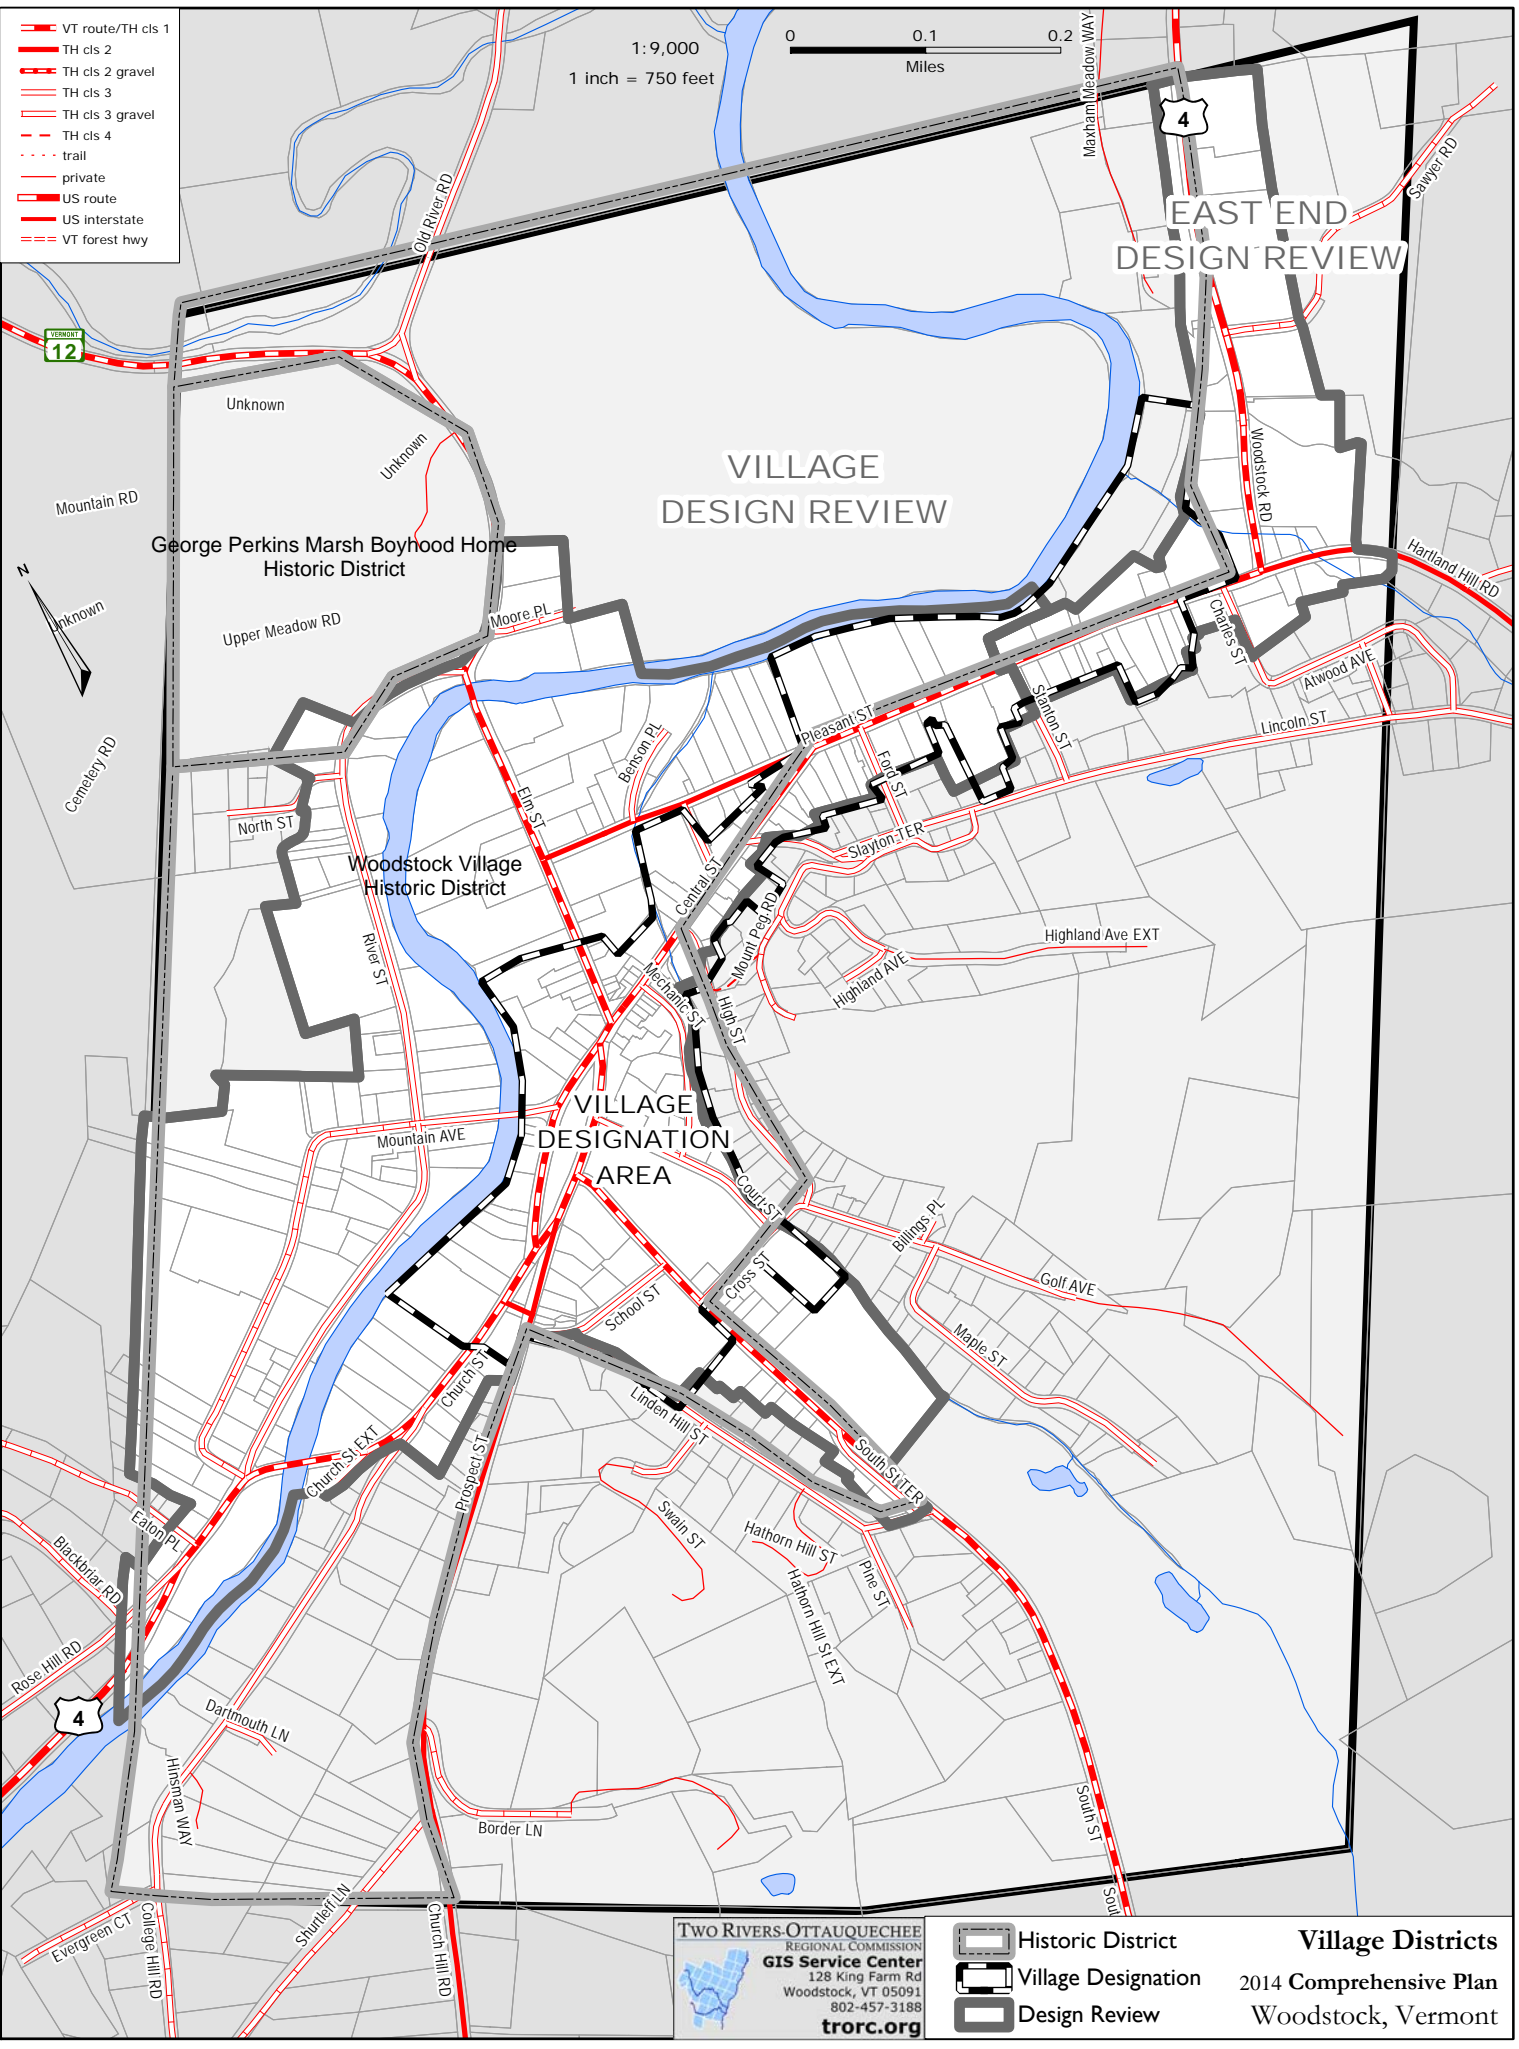 VT route/TH cls 1
TH cls 2
TH cls 2 gravel
TH cls 3
TH cls 3 gravel
TH cls 4
trail
private
US route
US interstate
VT forest hwy
1:9,000
1 inch = 750 feet
0 0.1 0.2
Miles
Maxham Meadow WAY
4
Sawyer RD
Old River RD
EAST END
DESIGN REVIEW
VERMONT
12
Unknown
Unknown
Woodstock RD
VILLAGE
DESIGN REVIEW
Mountain RD
George Perkins Marsh Boyhood Home
Historic District
Hartland Hill RD
N
Unknown
Upper Meadow RD
Moore PL
Charles ST
Atwood AVE
Stanton ST
Lincoln ST
Pleasant ST
Benson PL
Ford ST
Cemetery RD
Elm ST
North ST
Slayton TER
Woodstock Village
Historic District
Central ST
Mount Peg RD
River ST
Highland Ave EXT
Highland AVE
Mechanic ST
High ST
VILLAGE
DESIGNATION
AREA
Mountain AVE
Court ST
Billings PL
Cross ST
Golf AVE
School ST
Maple ST
Church ST
Linden Hill ST
Church St EXT
Prospect ST
South St TER
Swain ST
Eaton PL
Blackbriar RD
Hathorn Hill ST
Pine ST
Hathorn Hill St EXT
Rose Hill RD
4
Dartmouth LN
Hinsman WAY
South ST
Border LN
Shurtleff LN
Evergreen CT
College Hill RD
Church Hill RD
Sout
TWO RIVERS-OTTAUQUECHEE
REGIONAL COMMISSION
GIS Service Center
128 King Farm Rd
Woodstock, VT 05091
802-457-3188
trorc.org
Historic District
Village Designation
Design Review
Village Districts
2014 Comprehensive Plan
Woodstock, Vermont